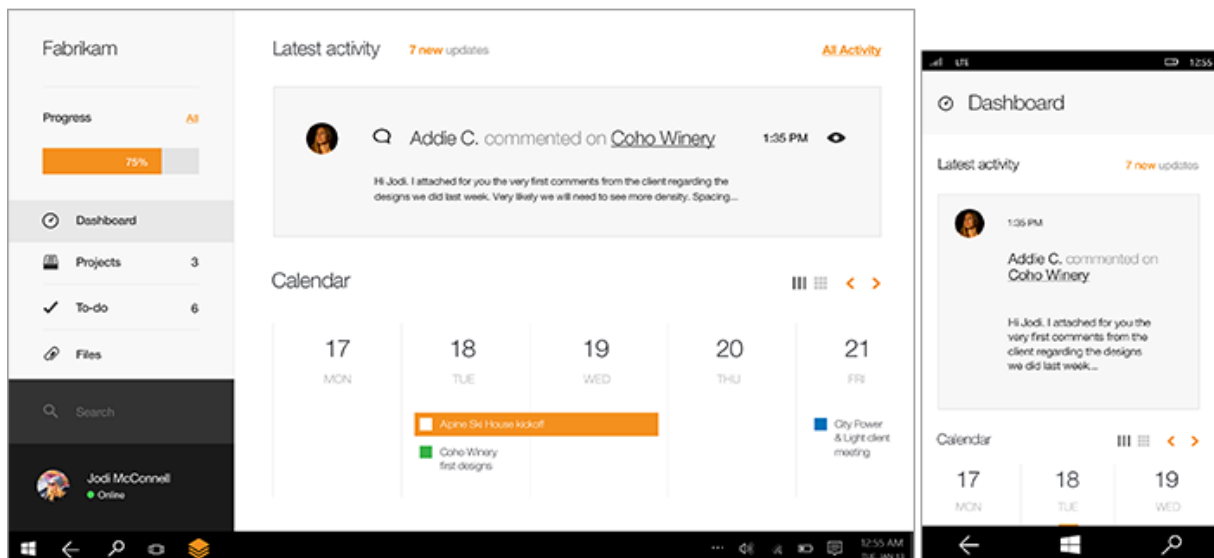 Fabrikam
Progress
All
75%
Dashboard
Projects 3
To-do 6
Files
Search
Jodi McConnell
Online
Latest activity 7 new updates All Activity
Addie C. commented on Coho Winery 1:35 PM
Hi Jodi. I attached for you the very first comments from the client regarding the
designs we did last week. Very likely we will need to see more density. Spacing...
Calendar
17 18 19 20 21
MON TUE WED THU FRI
Alpine Ski House kickoff
Coho Winery
first designs
City Power
& Light client
meeting
12:55 AM
TUE, JAN 13
LTE 12:55
Dashboard
Latest activity 7 new updates
1:35 PM
Addie C. commented on
Coho Winery
Hi Jodi. I attached for you the
very first comments from the
client regarding the designs
we did last week...
Calendar
17 18 19
MON TUE WED